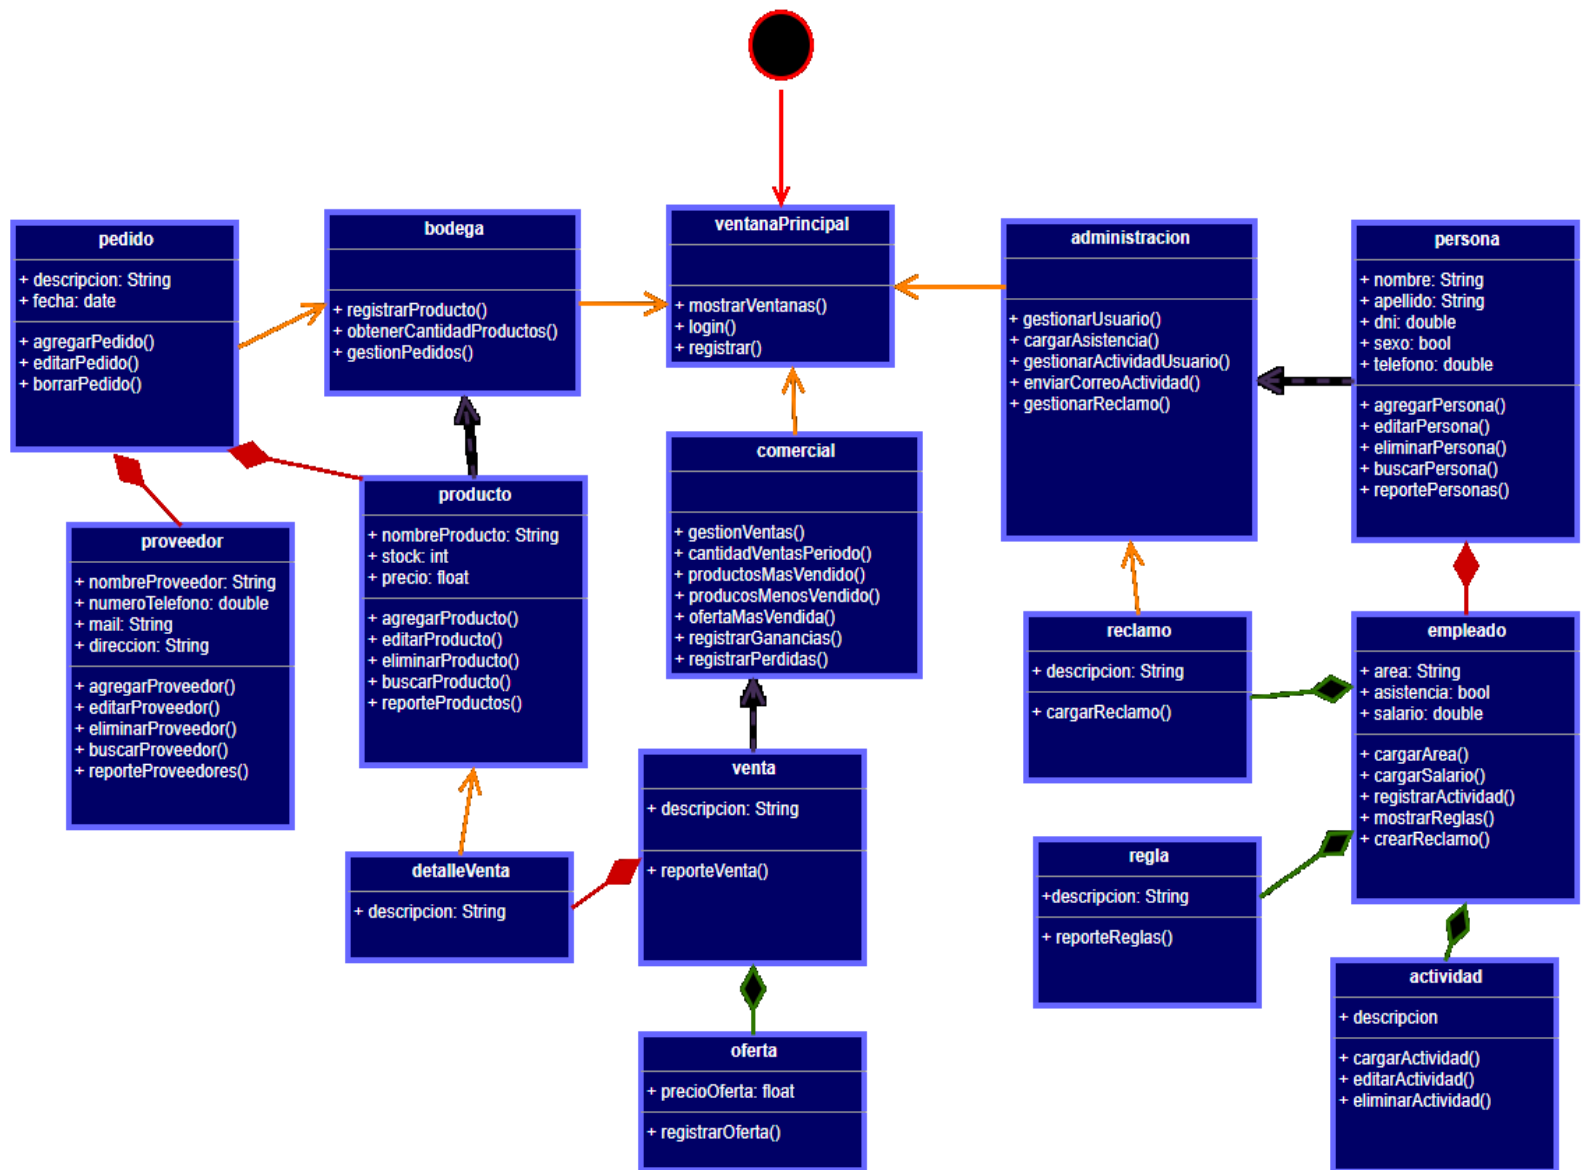 pedido
+ descripcion: String
+ fecha: date
+ agregarPedido()
+ editarPedido()
+ borrarPedido()
bodega
+ registrarProducto()
+ obtenerCantidadProductos()
+ gestionPedidos()
ventanaPrincipal
+ mostrarVentanas()
+ login()
+ registrar()
administracion
+ gestionarUsuario()
+ cargarAsistencia()
+ gestionarActividadUsuario()
+ enviarCorreoActividad()
+ gestionarReclamo()
persona
+ nombre: String
+ apellido: String
+ dni: double
+ sexo: bool
+ telefono: double
+ agregarPersona()
+ editarPersona()
+ eliminarPersona()
+ buscarPersona()
+ reportePersonas()
proveedor
+ nombreProveedor: String
+ numeroTelefono: double
+ mail: String
+ direccion: String
+ agregarProveedor()
+ editarProveedor()
+ eliminarProveedor()
+ buscarProveedor()
+ reporteProveedores()
producto
+ nombreProducto: String
+ stock: int
+ precio: float
+ agregarProducto()
+ editarProducto()
+ eliminarProducto()
+ buscarProducto()
+ reporteProductos()
comercial
+ gestionVentas()
+ cantidadVentasPeriodo()
+ productosMasVendido()
+ producosMenosVendido()
+ ofertaMasVendida()
+ registrarGanancias()
+ registrarPerdidas()
reclamo
+ descripcion: String
+ cargarReclamo()
empleado
+ area: String
+ asistencia: bool
+ salario: double
+ cargarArea()
+ cargarSalario()
+ registrarActividad()
+ mostrarReglas()
+ crearReclamo()
detalleVenta
+ descripcion: String
venta
+ descripcion: String
+ reporteVenta()
regla
+descripcion: String
+ reporteReglas()
oferta
+ precioOferta: float
+ registrarOferta()
actividad
+ descripcion
+ cargarActividad()
+ editarActividad()
+ eliminarActividad()